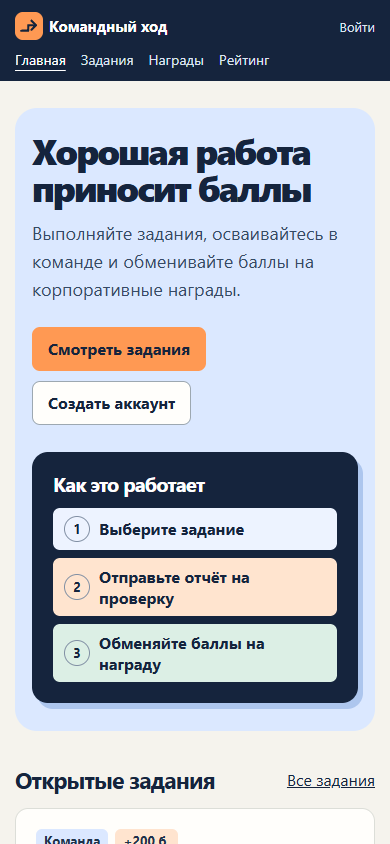 Командный ход
Войти
Главная Задания Награды Рейтинг
Хорошая работа
приносит баллы
Выполняйте задания, осваивайтесь в
команде и обменивайте баллы на
корпоративные награды.
Смотреть задания
Создать аккаунт
Как это работает
1 Выберите задание
2 Отправьте отчёт на
проверку
3 Обменяйте баллы на
награду
Открытые задания
Все задания
Команда +200 б.